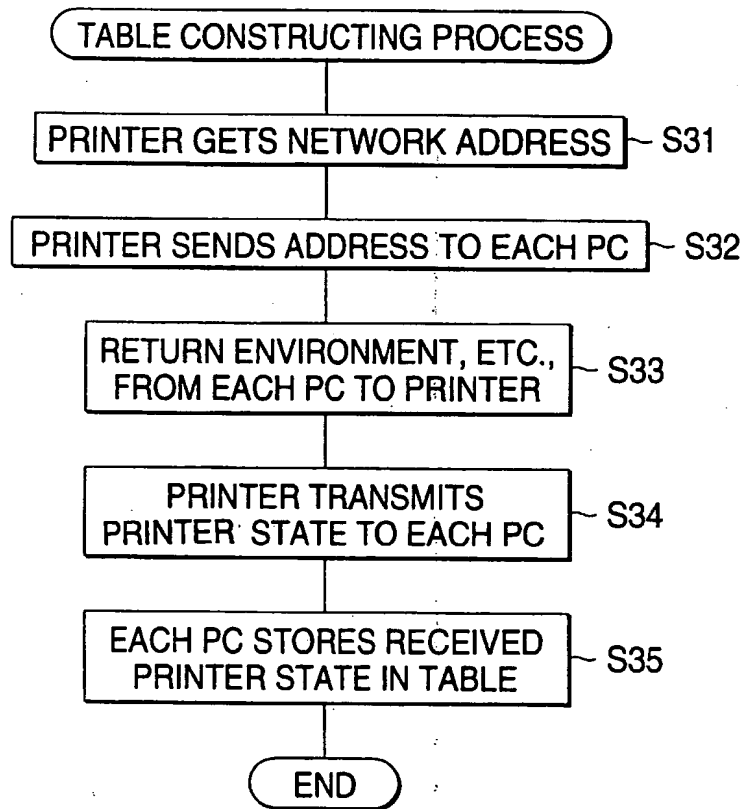 TABLE CONSTRUCTING PROCESS
PRINTER GETS NETWORK ADDRESS
S31
PRINTER SENDS ADDRESS TO EACH PC
S32
RETURN ENVIRONMENT, ETC.,
FROM EACH PC TO PRINTER
S33
PRINTER TRANSMITS
PRINTER STATE TO EACH PC
S34
EACH PC STORES RECEIVED
PRINTER STATE IN TABLE
S35
END